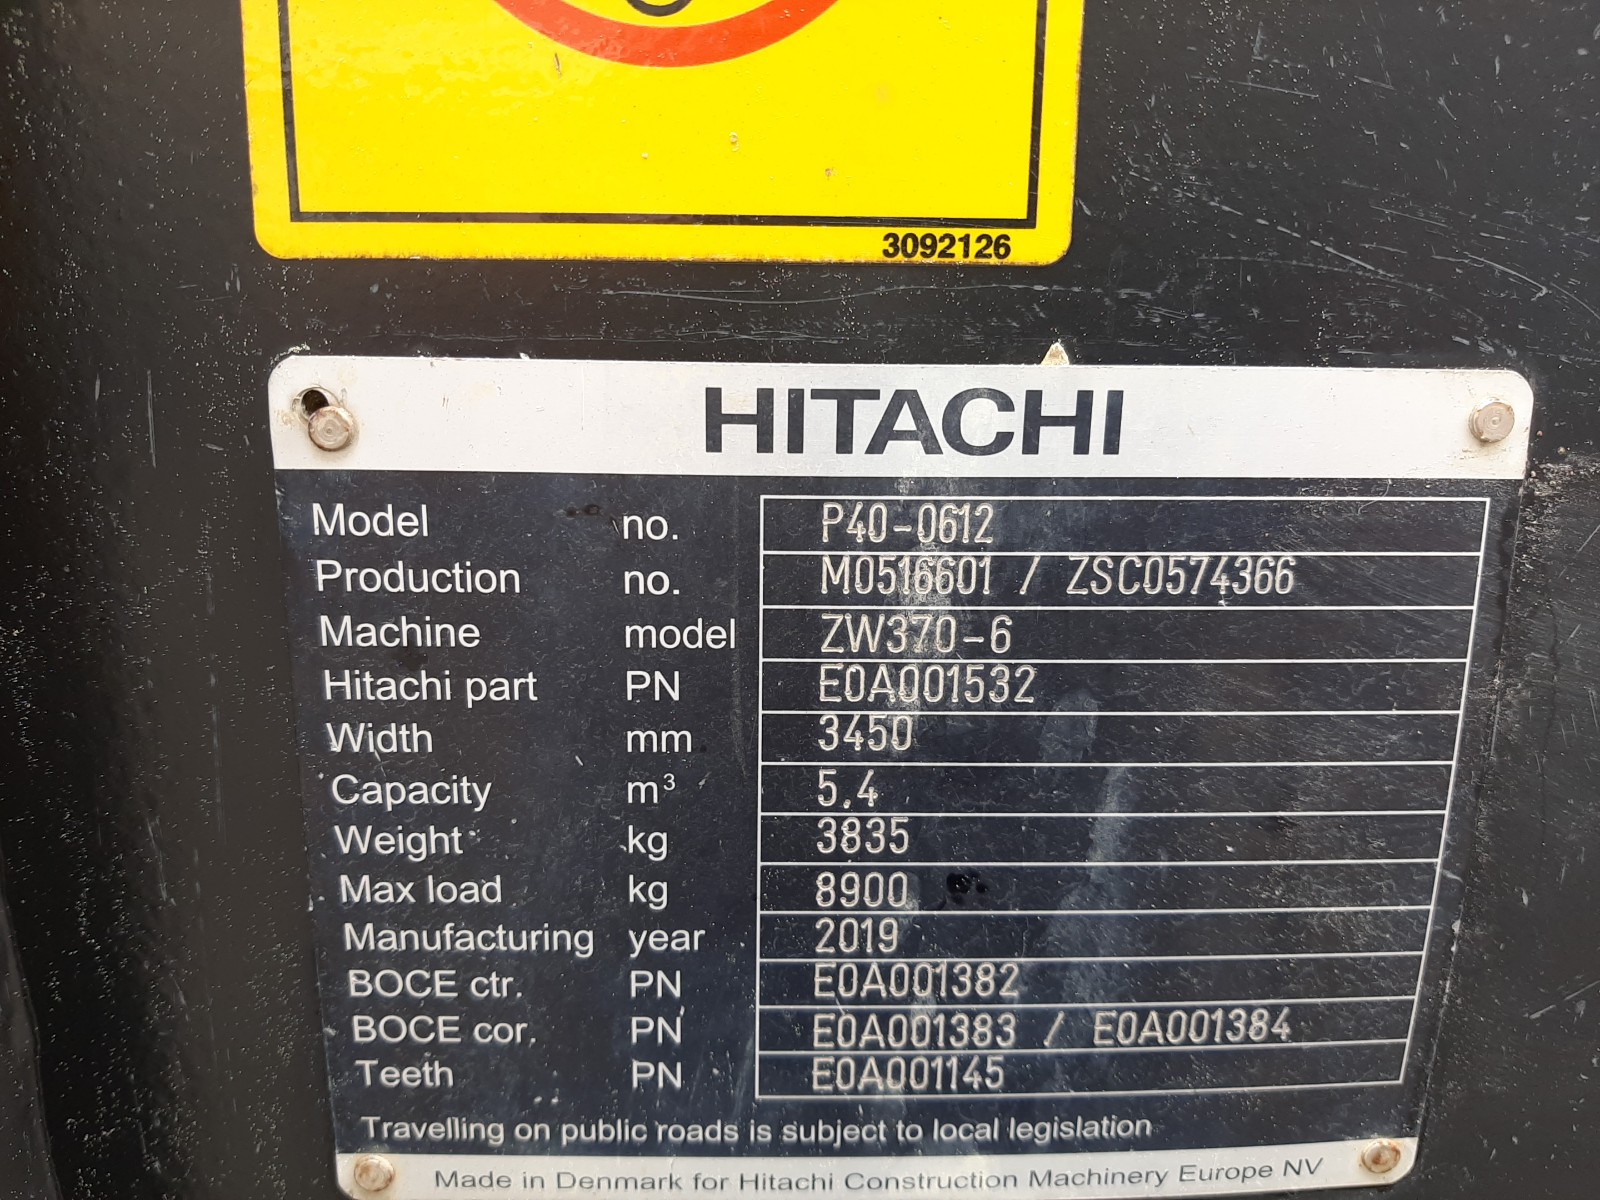 3092126
HITACHI
Model no. P40-0612
Production no. M0516601 / ZSC0574366
Machine model ZW370-6
Hitachi part PN E0A001532
Width mm 3450
Capacity m³ 5.4
Weight kg 3835
Max load kg 8900
Manufacturing year 2019
BOCE ctr. PN E0A001382
BOCE cor. PN E0A001383 / E0A001384
Teeth PN E0A001145
Travelling on public roads is subject to local legislation
Made in Denmark for Hitachi Construction Machinery Europe NV